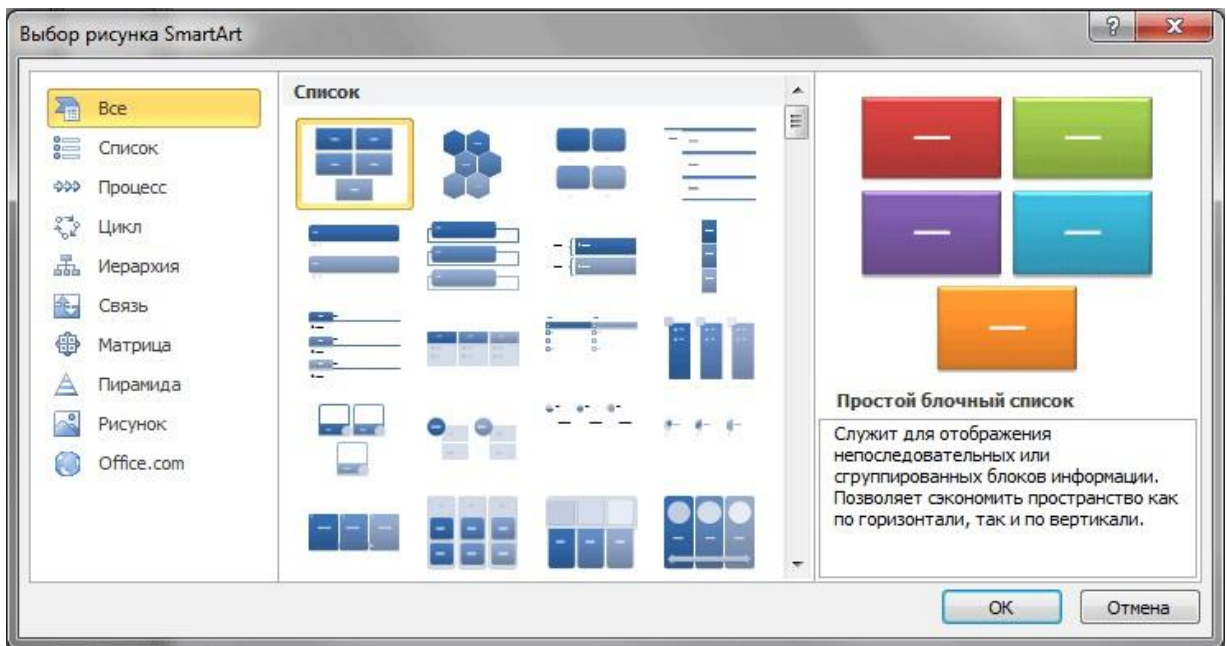 Выбор рисунка SmartArt
Все
Список
Процесс
Цикл
Иерархия
Связь
Матрица
Пирамида
Рисунок
Office.com
Список
Простой блочный список
Служит для отображения
непоследовательных или
сгруппированных блоков информации.
Позволяет сэкономить пространство как
по горизонтали, так и по вертикали.
ОК
Отмена